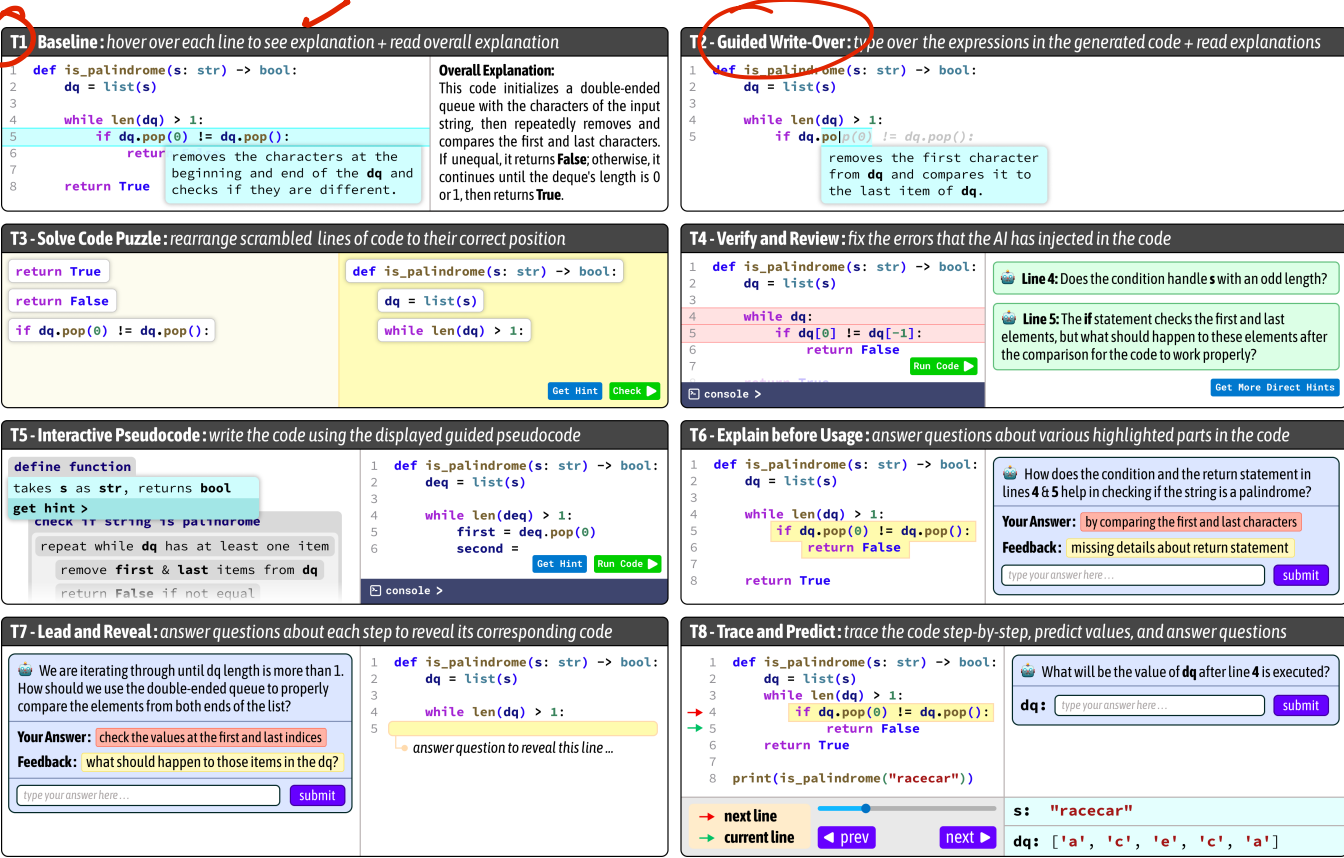 T1 - Baseline : hover over each line to see explanation + read overall explanation
1 def is_palindrome(s: str) -> bool:
2 dq = list(s)
3
4 while len(dq) > 1:
5 if dq.pop(0) != dq.pop():
6 retur
7
8 return True
removes the characters at the
beginning and end of the dq and
checks if they are different.
Overall Explanation:
This code initializes a double-ended
queue with the characters of the input
string, then repeatedly removes and
compares the first and last characters.
If unequal, it returns False; otherwise, it
continues until the deque's length is 0
or 1, then returns True.
T2 - Guided Write-Over : type over the expressions in the generated code + read explanations
1 def is_palindrome(s: str) -> bool:
2 dq = list(s)
3
4 while len(dq) > 1:
5 if dq.pop(0) != dq.pop():
removes the first character
from dq and compares it to
the last item of dq.
T3 - Solve Code Puzzle : rearrange scrambled lines of code to their correct position
return True
return False
if dq.pop(0) != dq.pop():
def is_palindrome(s: str) -> bool:
dq = list(s)
while len(dq) > 1:
Get Hint
Check
T4 - Verify and Review : fix the errors that the AI has injected in the code
1 def is_palindrome(s: str) -> bool:
2 dq = list(s)
3
4 while dq:
5 if dq[0] != dq[-1]:
6 return False
7
8 return True
Run Code
console >
Line 4: Does the condition handle s with an odd length?
Line 5: The if statement checks the first and last
elements, but what should happen to these elements after
the comparison for the code to work properly?
Get More Direct Hints
T5 - Interactive Pseudocode : write the code using the displayed guided pseudocode
define function
takes s as str, returns bool
get hint >
check if string is palindrome
repeat while dq has at least one item
remove first & last items from dq
return False if not equal
1 def is_palindrome(s: str) -> bool:
2 deq = list(s)
3
4 while len(deq) > 1:
5 first = deq.pop(0)
6 second =
Get Hint
Run Code
console >
T6 - Explain before Usage : answer questions about various highlighted parts in the code
1 def is_palindrome(s: str) -> bool:
2 dq = list(s)
3
4 while len(dq) > 1:
5 if dq.pop(0) != dq.pop():
6 return False
7
8 return True
How does the condition and the return statement in
lines 4 & 5 help in checking if the string is a palindrome?
Your Answer : by comparing the first and last characters
Feedback : missing details about return statement
type your answer here ...
submit
T7 - Lead and Reveal : answer questions about each step to reveal its corresponding code
We are iterating through until dq length is more than 1.
How should we use the double-ended queue to properly
compare the elements from both ends of the list?
Your Answer : check the values at the first and last indices
Feedback : what should happen to those items in the dq?
type your answer here ...
submit
1 def is_palindrome(s: str) -> bool:
2 dq = list(s)
3
4 while len(dq) > 1:
5
answer question to reveal this line ...
T8 - Trace and Predict : trace the code step-by-step, predict values, and answer questions
1 def is_palindrome(s: str) -> bool:
2 dq = list(s)
3 while len(dq) > 1:
4 if dq.pop(0) != dq.pop():
5 return False
6 return True
7
8 print(is_palindrome("racecar"))
next line
current line
prev
next
What will be the value of dq after line 4 is executed?
dq: type your answer here ...
submit
s: "racecar"
dq: ['a', 'c', 'e', 'c', 'a']